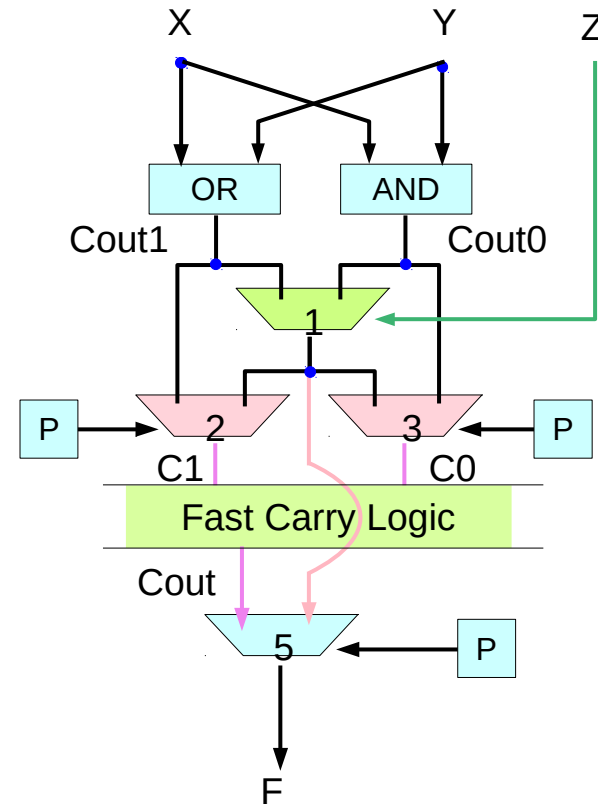 X Y Z
OR AND
Cout1 Cout0
1
P 2 3 P
C1 C0
Fast Carry Logic
Cout
5 P
F